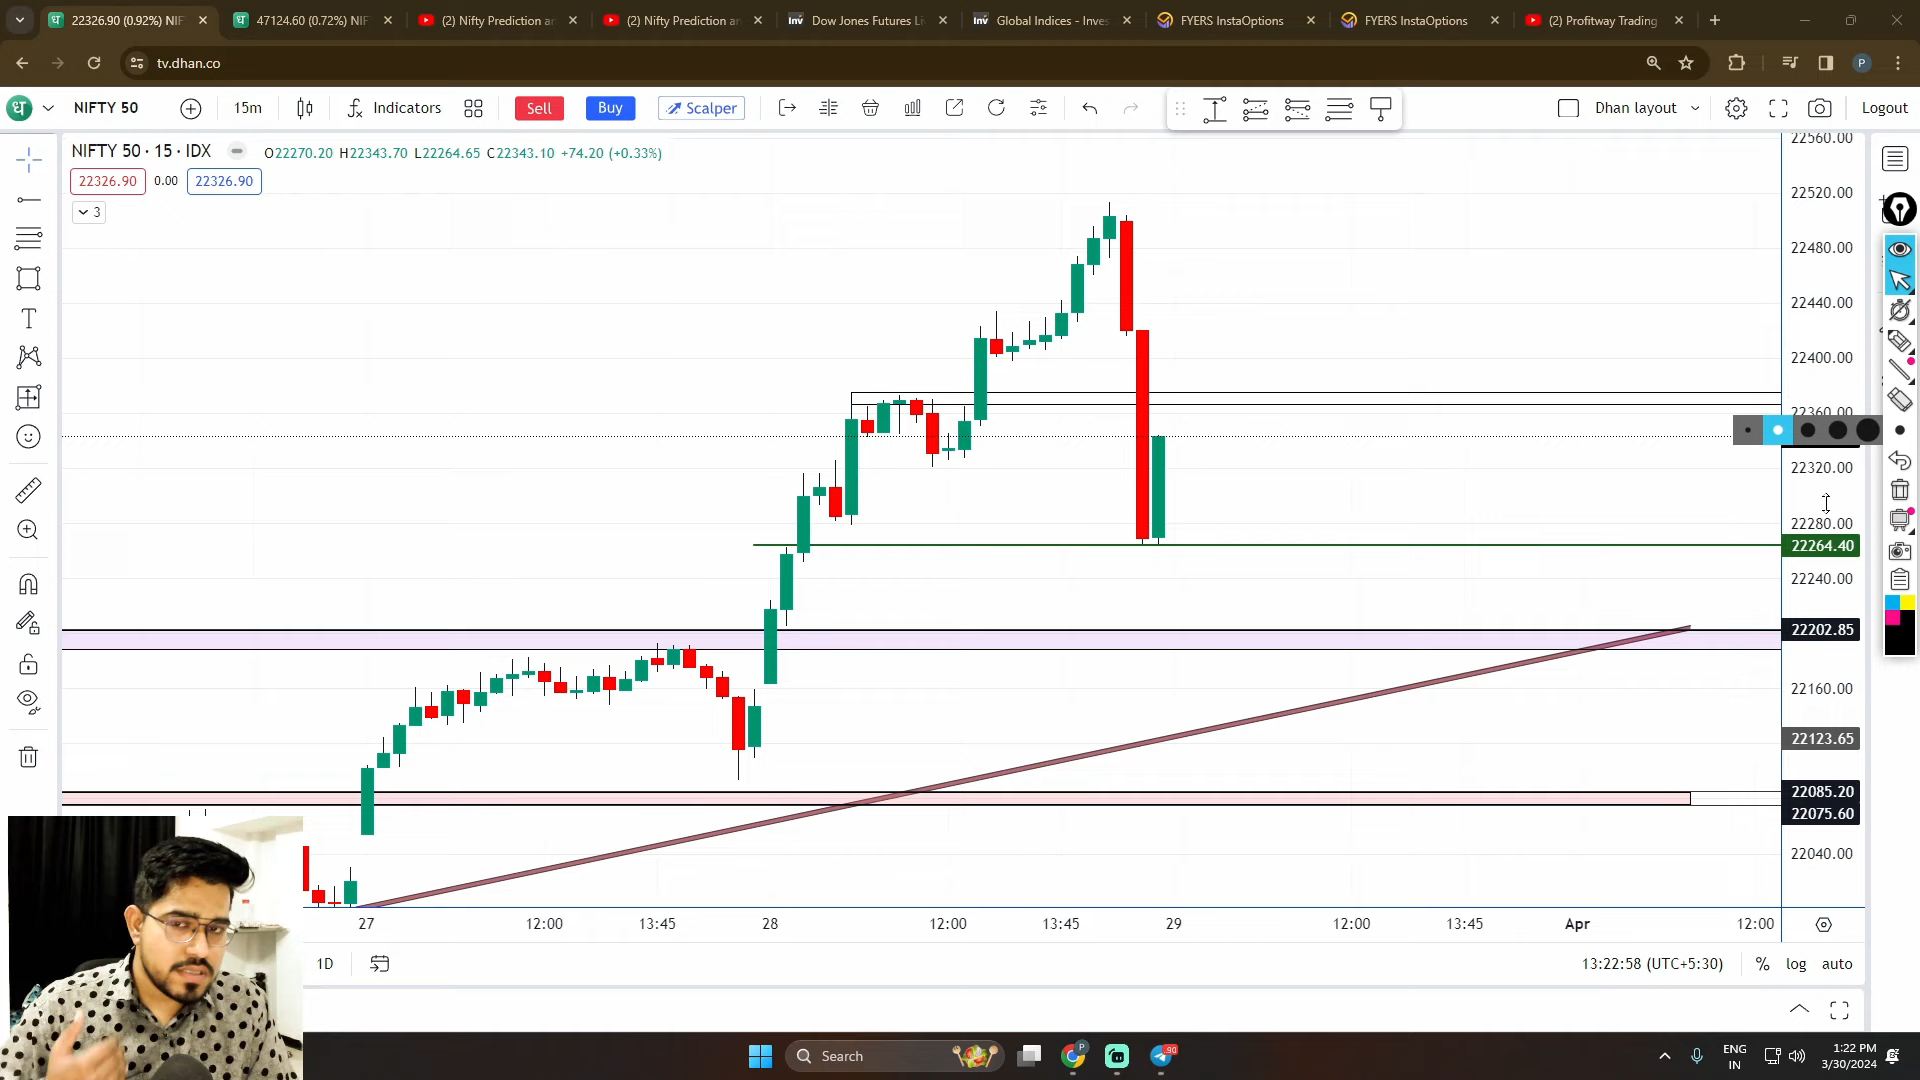 22326.90 (0.92%) NIF
47124.60 (0.72%) NIF
(2) Nifty Prediction an
(2) Nifty Prediction an
Inv Dow Jones Futures Li
Inv Global Indices - Inves
FYERS InstaOptions
FYERS InstaOptions
(2) Profitway Trading
tv.dhan.co
P
ध NIFTY 50
15m
Indicators
Sell
Buy
Scalper
Dhan layout
Logout
NIFTY 50 · 15 · IDX
O22270.20 H22343.70 L22264.65 C22343.10 +74.20 (+0.33%)
22326.90 0.00 22326.90
3
22560.00
22520.00
22480.00
22440.00
22400.00
22360.00
22320.00
22280.00
22264.40
22240.00
22202.85
22160.00
22123.65
22085.20
22075.60
22040.00
27 12:00 13:45 28 12:00 13:45 29 12:00 13:45 Apr 12:00
1D
13:22:58 (UTC+5:30) % log auto
Search
P
90
ENG
IN
1:22 PM
3/30/2024